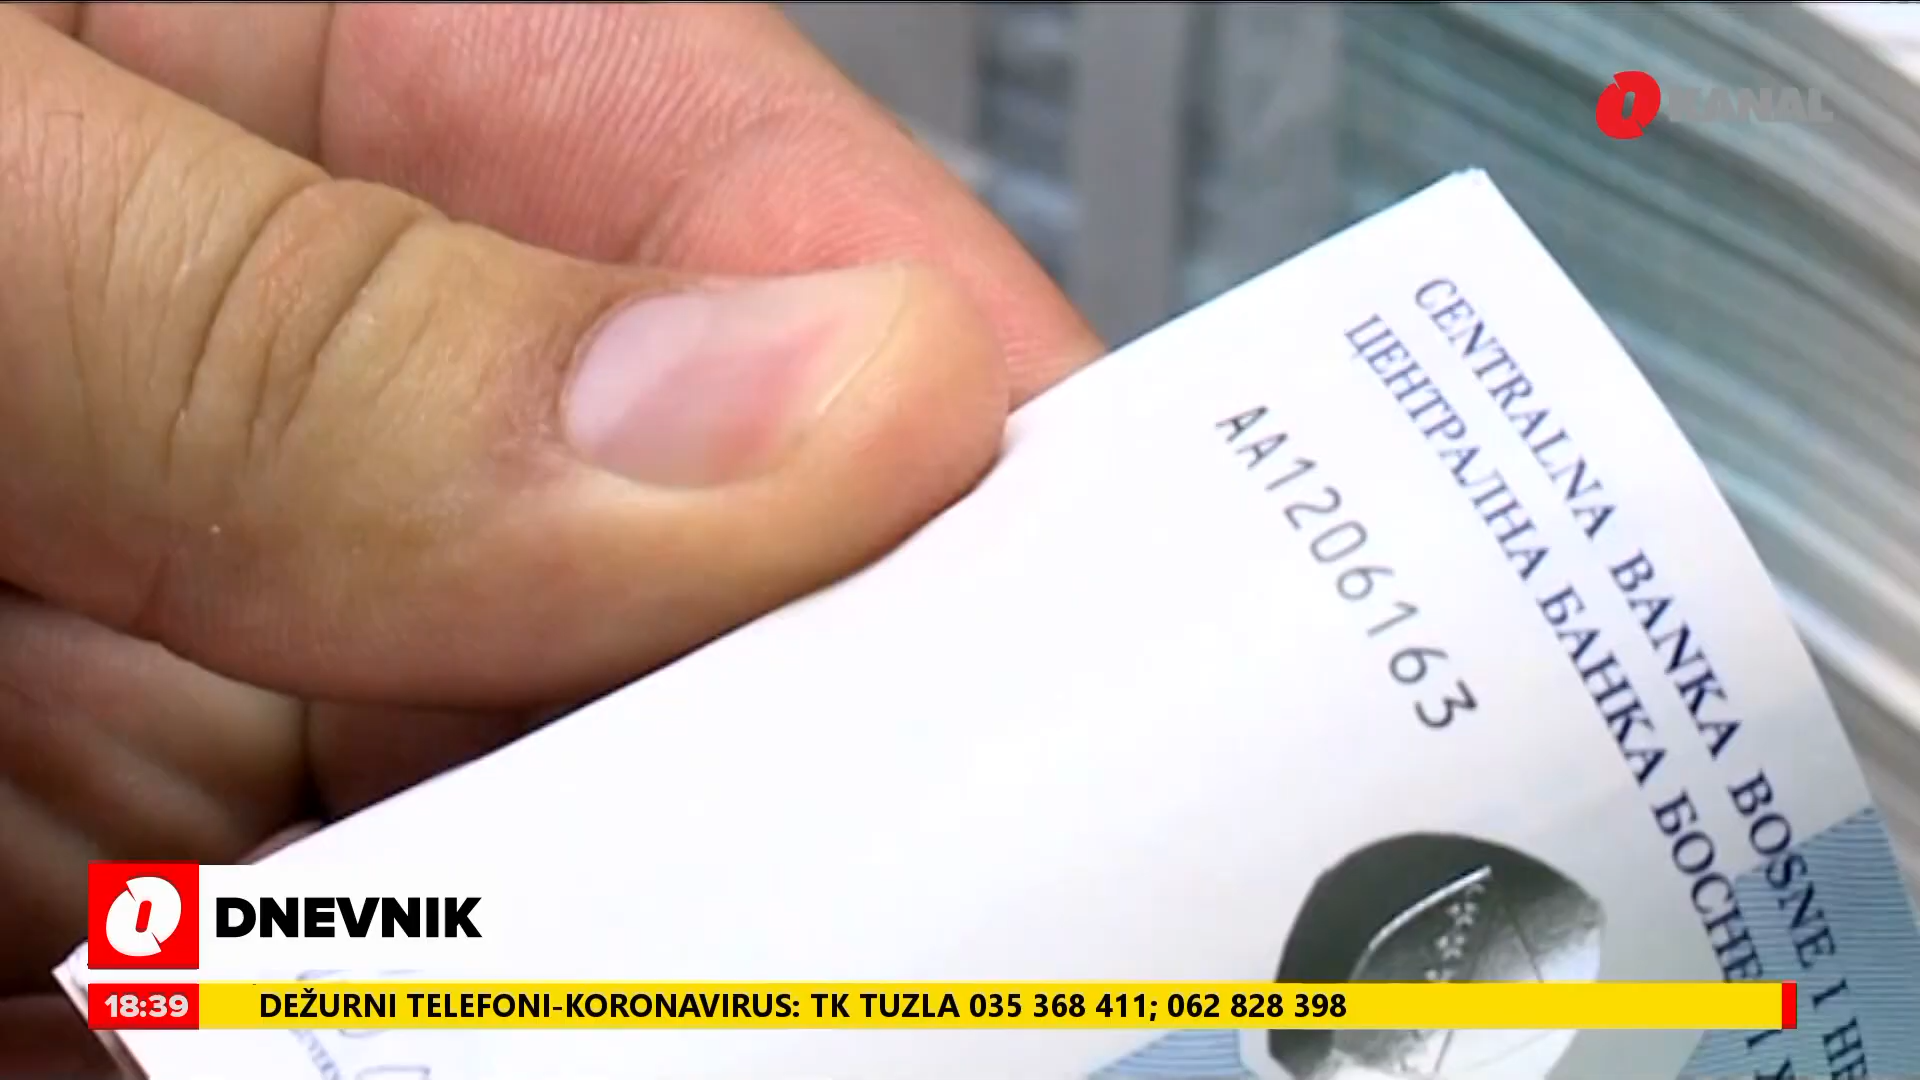 KANAL
CENTRALNA BANKA BOSNE I HE
ЦЕНТРАЛНА БАНКА БОСНЕ И Х
AA1206163
DNEVNIK
18:39
DEŽURNI TELEFONI-KORONAVIRUS: TK TUZLA 035 368 411; 062 828 398